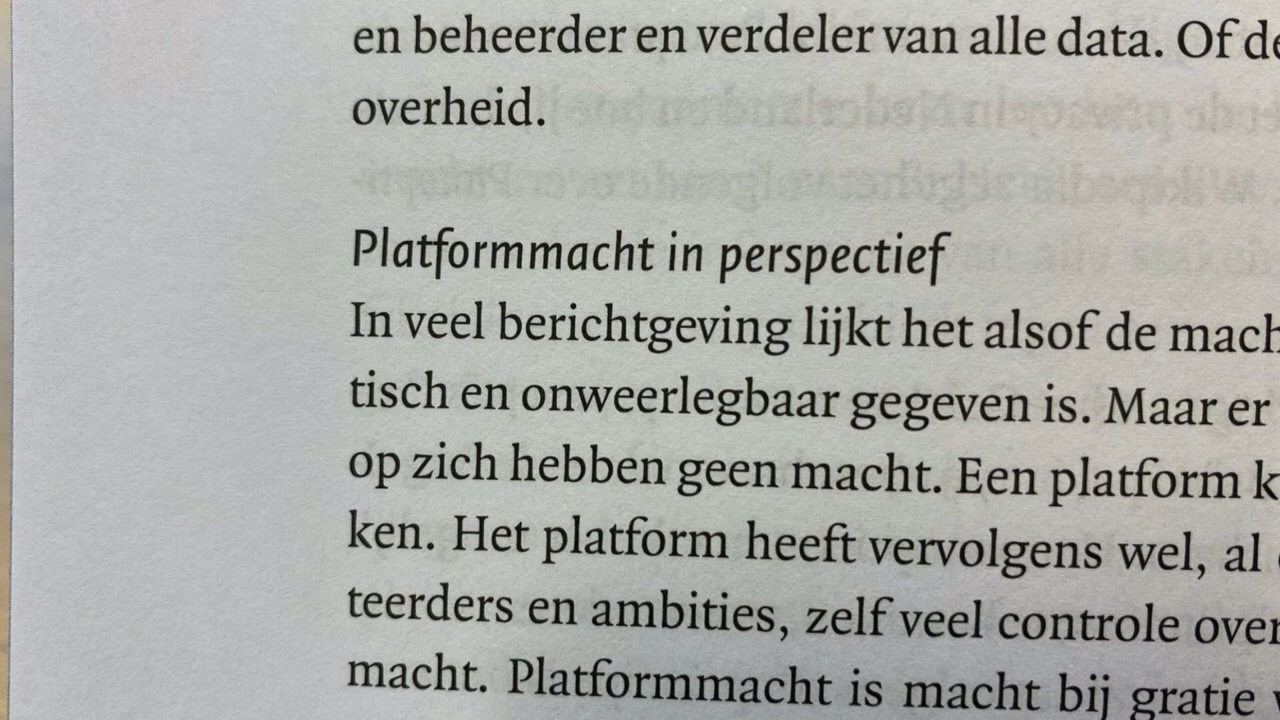 en beheerder en verdeler van alle data. Of de
overheid.
Platformmacht in perspectief
In veel berichtgeving lijkt het alsof de mach
tisch en onweerlegbaar gegeven is. Maar er
op zich hebben geen macht. Een platform k
ken. Het platform heeft vervolgens wel, al
teerders en ambities, zelf veel controle over
macht. Platformmacht is macht bij gratie